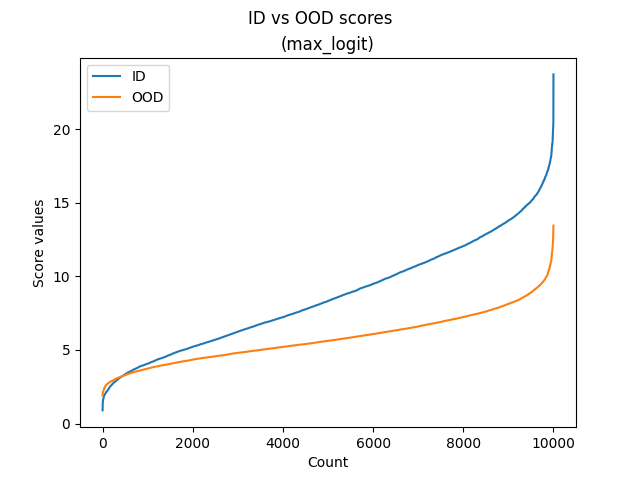 ID vs OOD scores
(max_logit)
ID
OOD
Score values
20
15
10
5
0
0
2000
4000
6000
8000
10000
Count